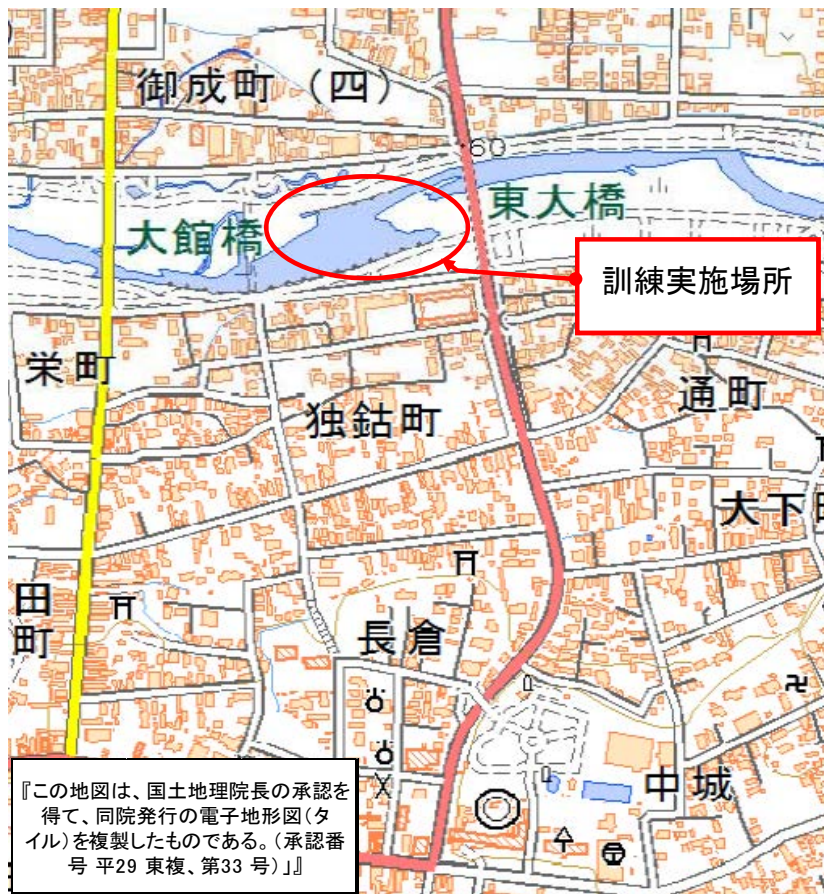 御成町(四)
60
大館橋
東大橋
訓練実施場所
栄町
独鈷町
通町
大下
田
町
長倉
中城
『この地図は、国土地理院長の承認を
得て、同院発行の電子地形図(タ
イル)を複製したものである。(承認番
号 平29 東複、第33 号)」』